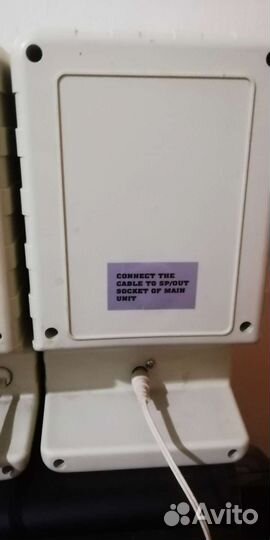 CONNECT THE
CABLE TO SP/OUT
SOCKET OF MAIN
UNIT
Avito